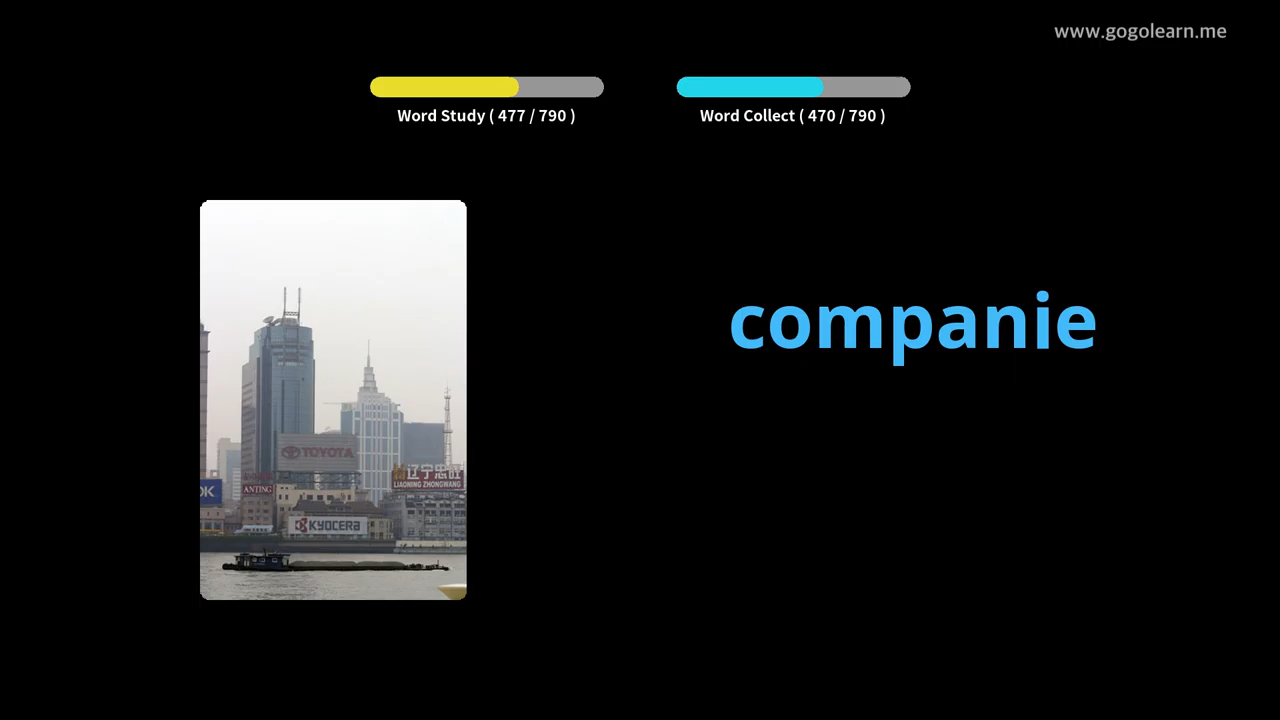 www.gogolearn.me
Word Study ( 477 / 790 )
Word Collect ( 470 / 790 )
companie
TOYOTA
辽宁忠旺
LIAONING ZHONGWANG
ANTING
OK
KYOCERA